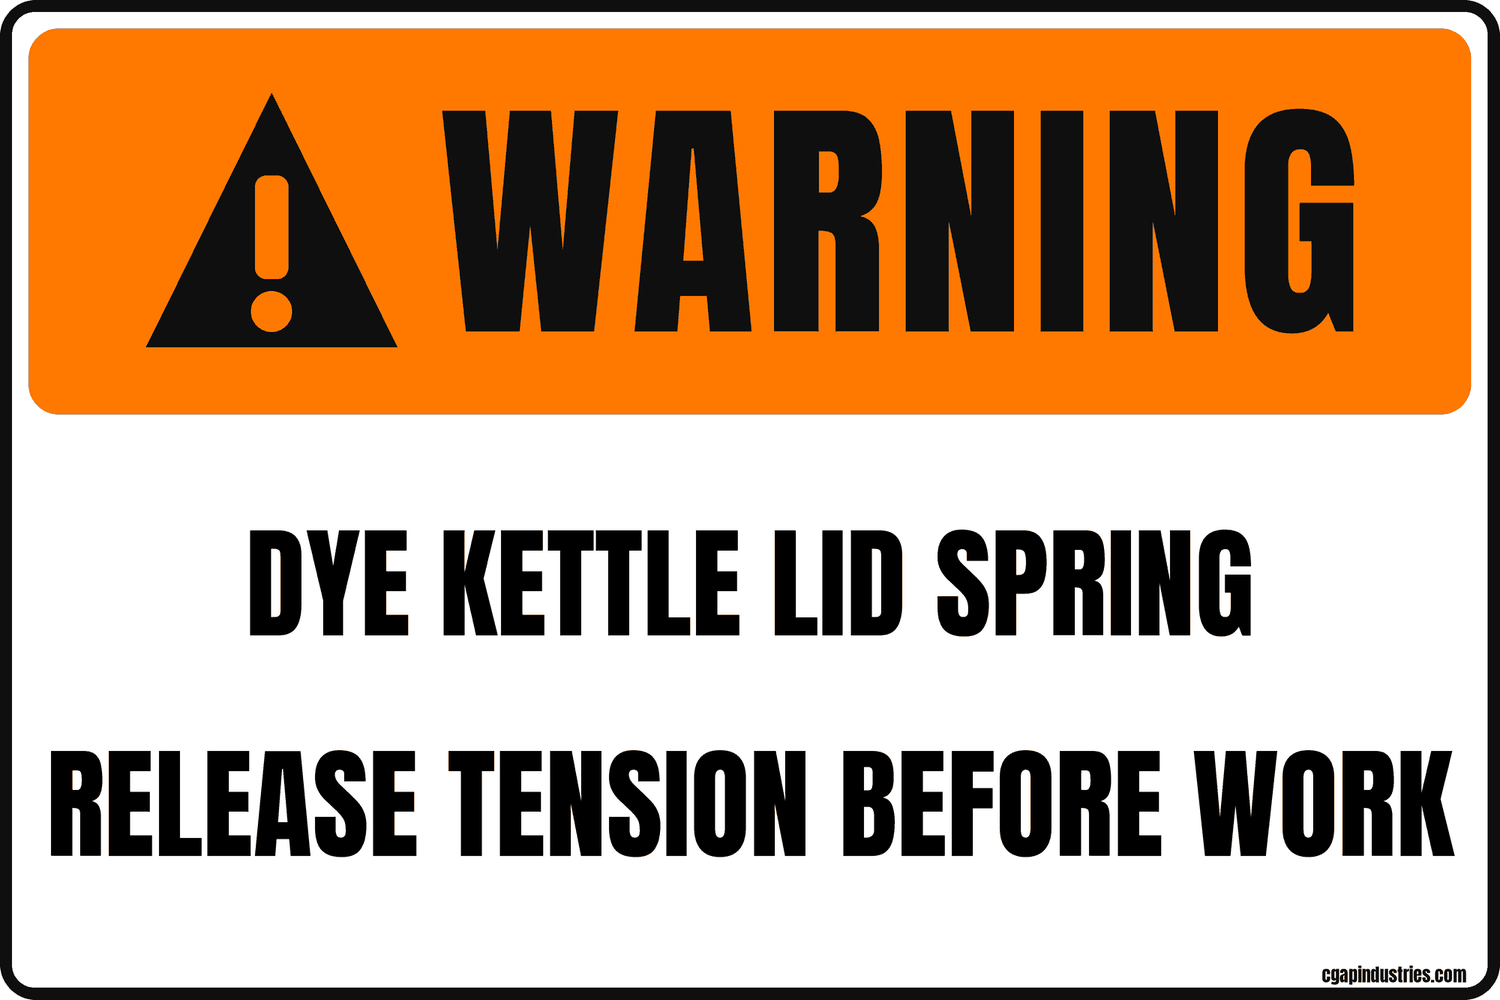 WARNING
DYE KETTLE LID SPRING
RELEASE TENSION BEFORE WORK
cgapindustries.com